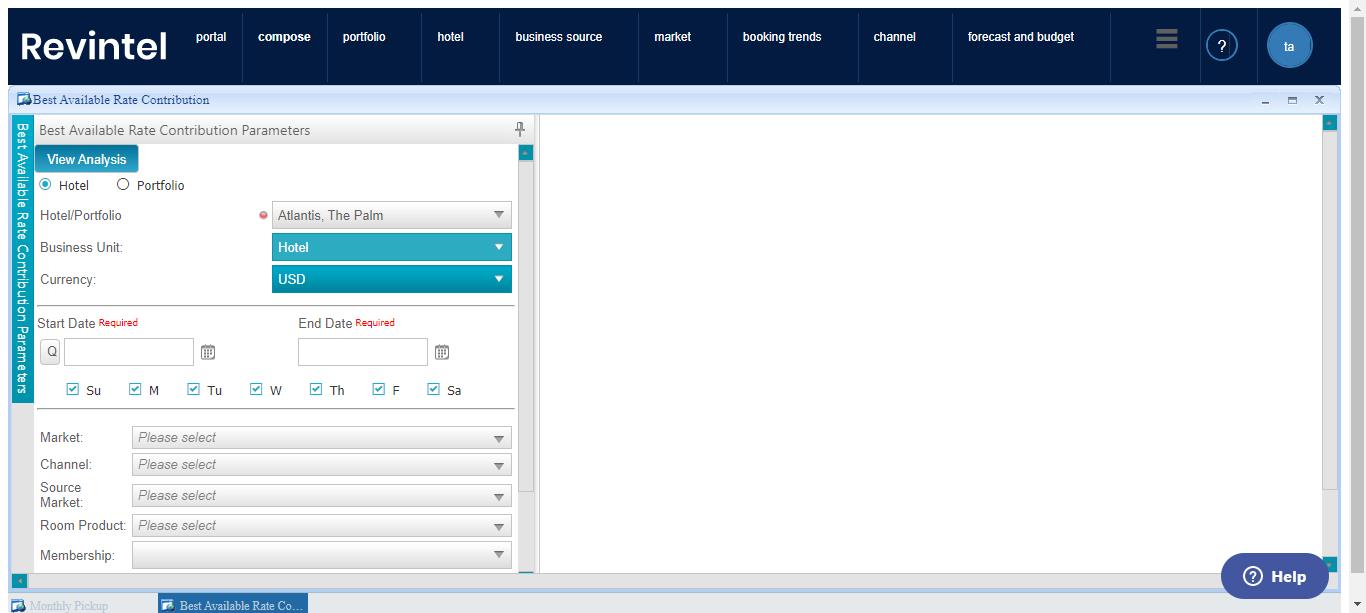 Revintel
portal
compose
portfolio
hotel
business source
market
booking trends
channel
forecast and budget
?
ta
Best Available Rate Contribution
Best Available Rate Contribution Parameters
Best Available Rate Contribution Parameters
View Analysis
Hotel
Portfolio
Hotel/Portfolio
Atlantis, The Palm
Business Unit:
Hotel
Currency:
USD
Start Date Required
End Date Required
Q
Su
M
Tu
W
Th
F
Sa
Market:
Please select
Channel:
Please select
Source
Market:
Please select
Room Product:
Please select
Membership:
? Help
Monthly Pickup
Best Available Rate Co...